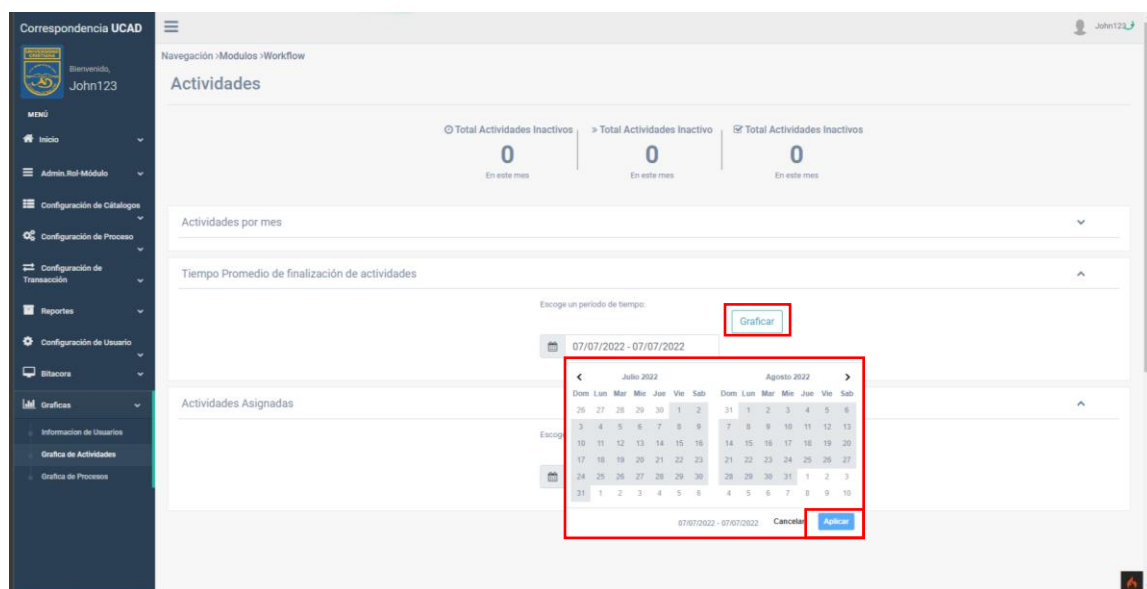 Correspondencia UCAD
John123
Bienvenido,
John123
MENÚ
Inicio
Admin.Rol-Módulo
Configuración de Cátalogos
Configuración de Proceso
Configuración de
Transacción
Reportes
Configuración de Usuario
Bitacora
Graficas
Informacion de Usuarios
Grafica de Actividades
Grafica de Procesos
Navegación >Modulos >Workflow
Actividades
Total Actividades Inactivos
0
En este mes
» Total Actividades Inactivo
0
En este mes
Total Actividades Inactivos
0
En este mes
Actividades por mes
Tiempo Promedio de finalización de actividades
Escoge un período de tiempo:
Graficar
07/07/2022 - 07/07/2022
Julio 2022
Dom Lun Mar Mie Jue Vie Sab
26 27 28 29 30 1 2
3 4 5 6 7 8 9
10 11 12 13 14 15 16
17 18 19 20 21 22 23
24 25 26 27 28 29 30
31 1 2 3 4 5 6
Agosto 2022
Dom Lun Mar Mie Jue Vie Sab
31 1 2 3 4 5 6
7 8 9 10 11 12 13
14 15 16 17 18 19 20
21 22 23 24 25 26 27
28 29 30 31 1 2 3
4 5 6 7 8 9 10
07/07/2022 - 07/07/2022
Cancelar
Aplicar
Actividades Asignadas
Escoge